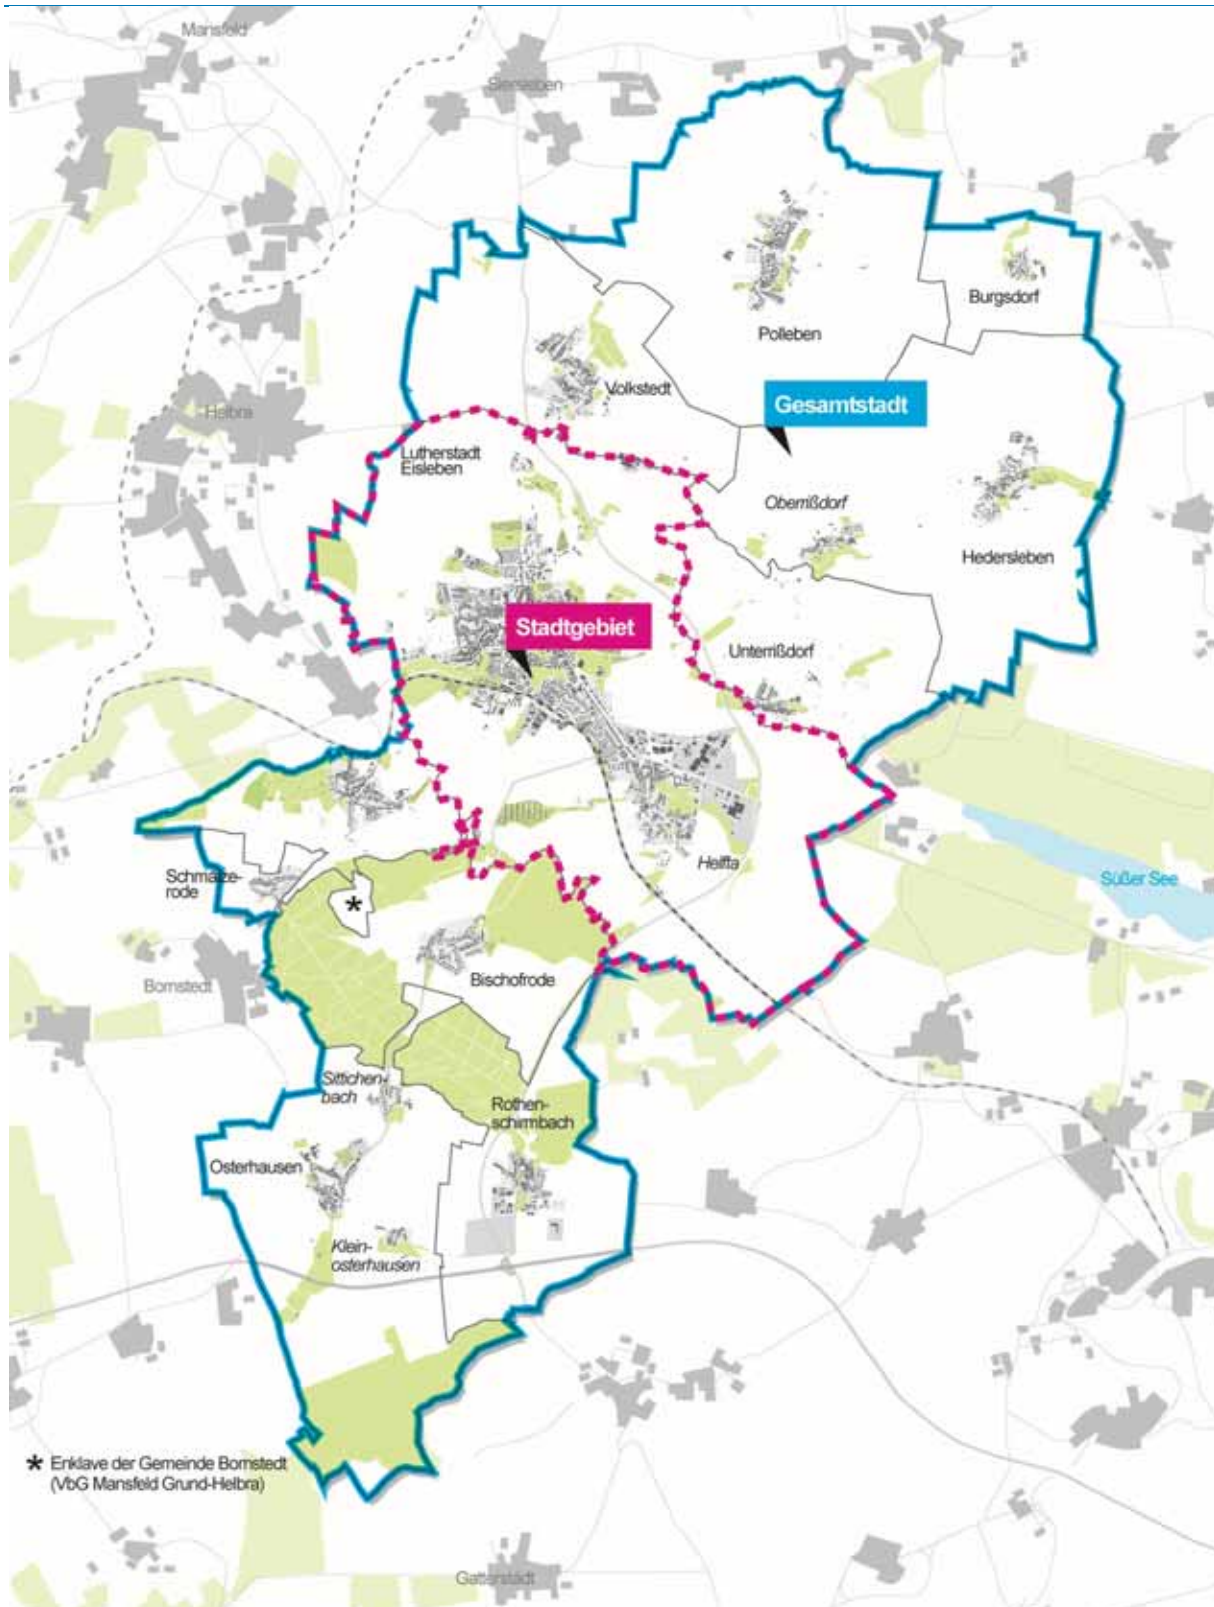 Mansfeld
Siersleben
Burgsdorf
Polleben
Volkstedt
Gesamtstadt
Helbra
Lutherstadt
Eisleben
Oberrißdorf
Hedersleben
Stadtgebiet
Unterrißdorf
Helfta
Süßer See
Schmalze-
rode
*
Bischofrode
Bornstedt
Sittichen-
bach
Rothen-
schirmbach
Osterhausen
Klein-
osterhausen
* Enklave der Gemeinde Bornstedt
(VbG Mansfeld Grund-Helbra)
Gatterstädt